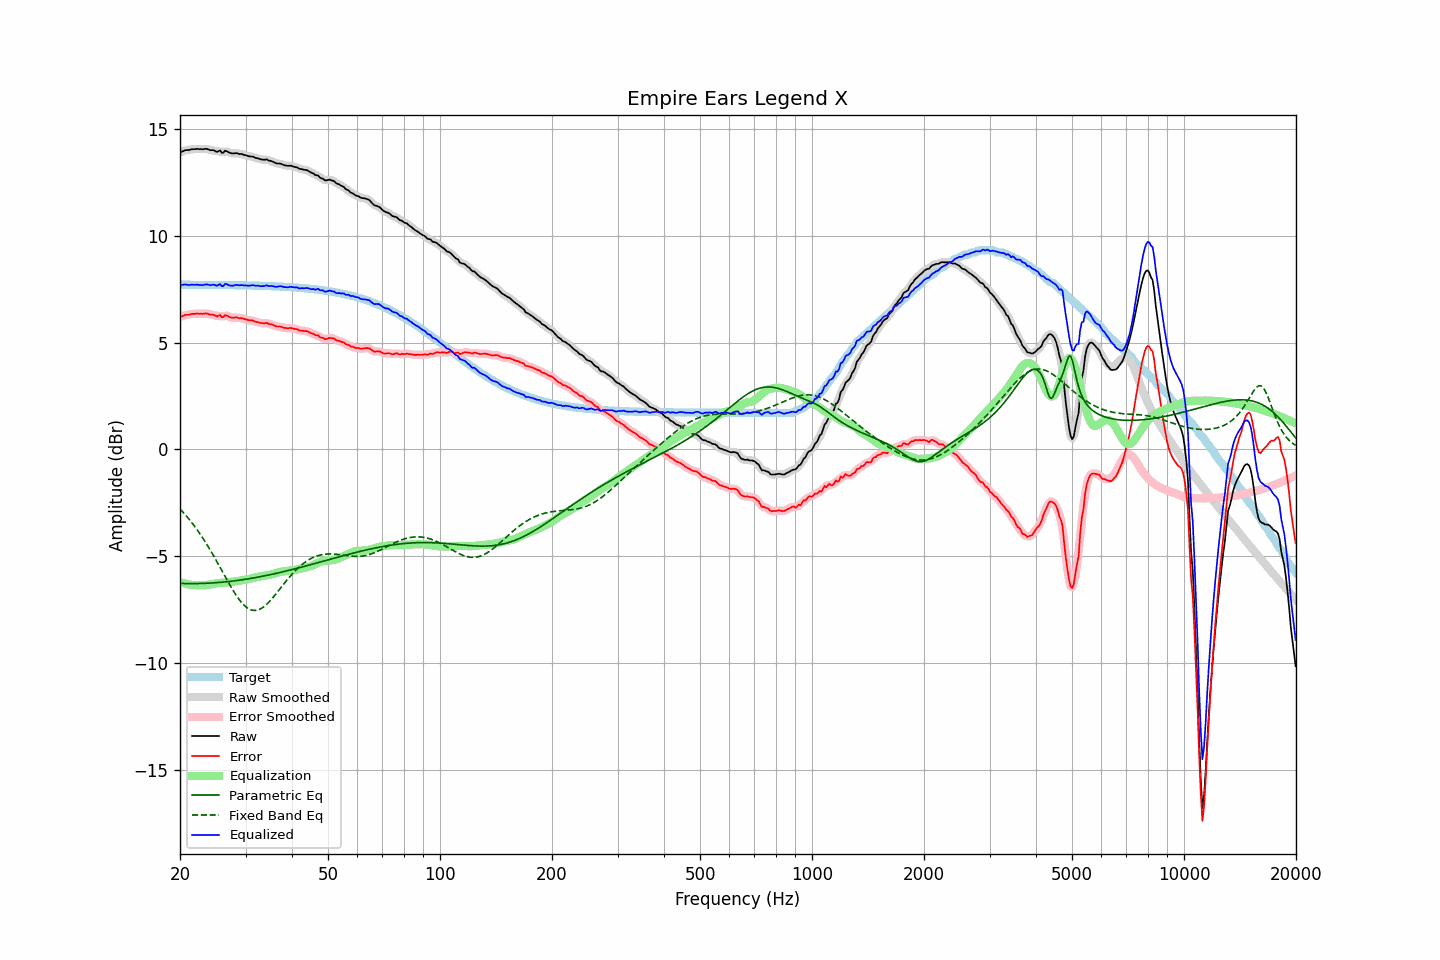 Empire Ears Legend X
Amplitude (dBr)
15
10
5
0
−5
−10
−15
Target
Raw Smoothed
Error Smoothed
Raw
Error
Equalization
Parametric Eq
Fixed Band Eq
Equalized
20 50 100 200 500 1000 2000 5000 10000 20000
Frequency (Hz)